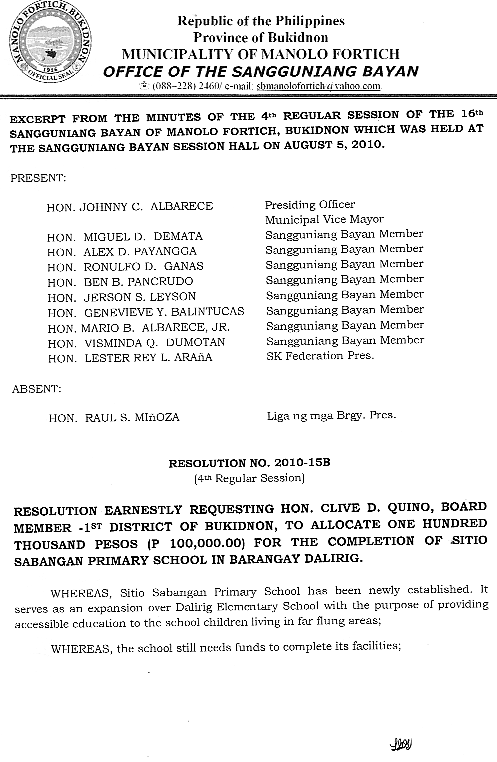 MANOLO FORTICH, BUKIDNON
OFFICIAL SEAL
Republic of the Philippines
Province of Bukidnon
MUNICIPALITY OF MANOLO FORTICH
OFFICE OF THE SANGGUNIANG BAYAN
☏: (088-228) 2460/ e-mail: sbmanolofortich@yahoo.com
EXCERPT FROM THE MINUTES OF THE 4th REGULAR SESSION OF THE 16th
SANGGUNIANG BAYAN OF MANOLO FORTICH, BUKIDNON WHICH WAS HELD AT
THE SANGGUNIANG BAYAN SESSION HALL ON AUGUST 5, 2010.
PRESENT:
HON. JOHNNY C. ALBARECE Presiding Officer
Municipal Vice Mayor
HON. MIGUEL D. DEMATA Sangguniang Bayan Member
HON. ALEX D. PAYANGGA Sangguniang Bayan Member
HON. RONULFO D. GANAS Sangguniang Bayan Member
HON. BEN B. PANCRUDO Sangguniang Bayan Member
HON. JERSON S. LEYSON Sangguniang Bayan Member
HON. GENEVIEVE Y. BALINTUCAS Sangguniang Bayan Member
HON. MARIO B. ALBARECE, JR. Sangguniang Bayan Member
HON. VISMINDA Q. DUMOTAN Sangguniang Bayan Member
HON. LESTER REY L. ARAñA SK Federation Pres.
ABSENT:
HON. RAUL S. MIñOZA Liga ng mga Brgy. Pres.
RESOLUTION NO. 2010-15B
(4th Regular Session)
RESOLUTION EARNESTLY REQUESTING HON. CLIVE D. QUINO, BOARD
MEMBER -1ST DISTRICT OF BUKIDNON, TO ALLOCATE ONE HUNDRED
THOUSAND PESOS (P 100,000.00) FOR THE COMPLETION OF SITIO
SABANGAN PRIMARY SCHOOL IN BARANGAY DALIRIG.
WHEREAS, Sitio Sabangan Primary School has been newly established. It
serves as an expansion over Dalirig Elementary School with the purpose of providing
accessible education to the school children living in far flung areas;
WHEREAS, the school still needs funds to complete its facilities;